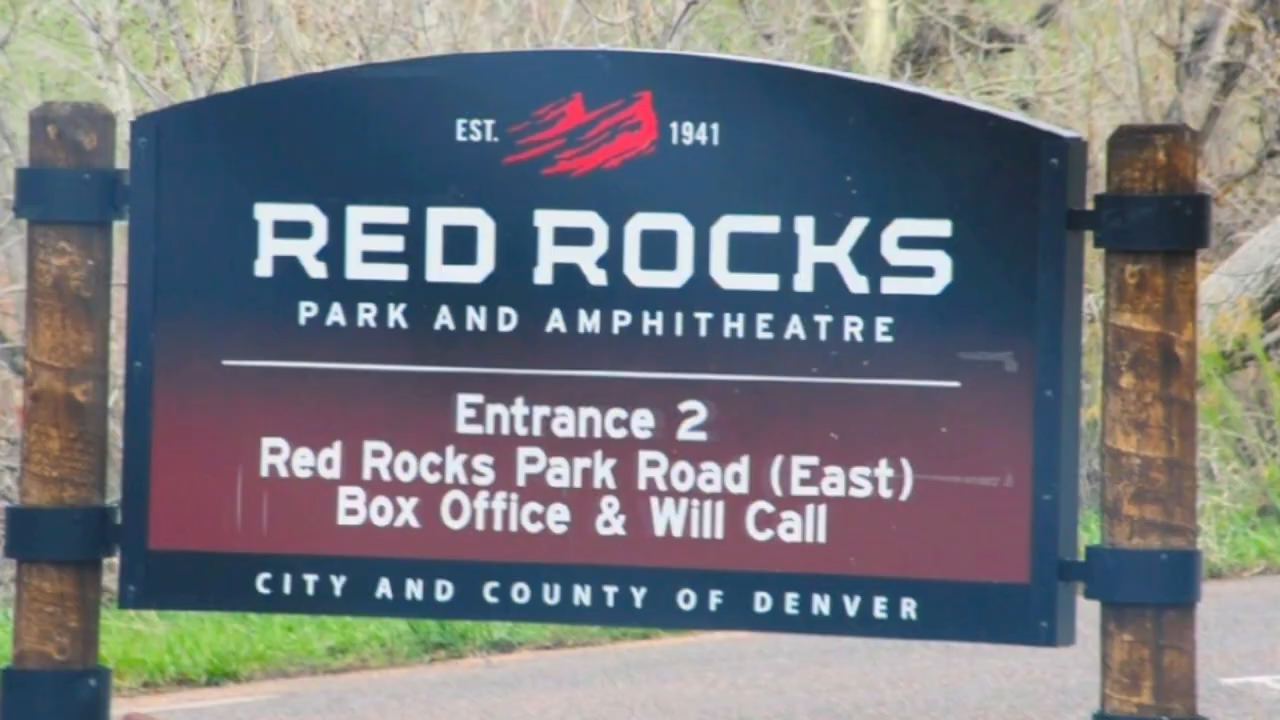 EST. 1941
RED ROCKS
PARK AND AMPHITHEATRE
Entrance 2
Red Rocks Park Road (East)
Box Office & Will Call
CITY AND COUNTY OF DENVER